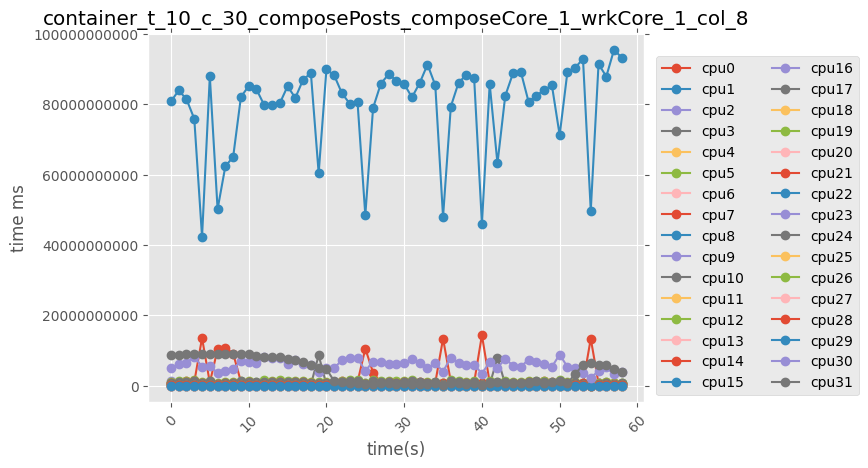 container_t_10_c_30_composePosts_composeCore_1_wrkCore_1_col_8
100000000000
80000000000
60000000000
40000000000
20000000000
0
time ms
0
10
20
30
40
50
60
time(s)
cpu0
cpu1
cpu2
cpu3
cpu4
cpu5
cpu6
cpu7
cpu8
cpu9
cpu10
cpu11
cpu12
cpu13
cpu14
cpu15
cpu16
cpu17
cpu18
cpu19
cpu20
cpu21
cpu22
cpu23
cpu24
cpu25
cpu26
cpu27
cpu28
cpu29
cpu30
cpu31